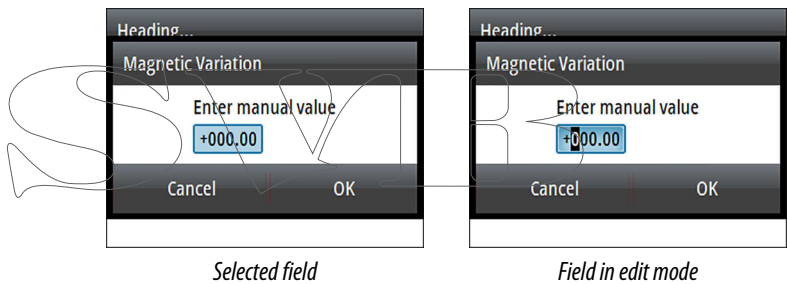 Heading...
Magnetic Variation
Enter manual value
+000.00
Cancel OK
Selected field
Heading...
Magnetic Variation
Enter manual value
+000.00
Cancel OK
Field in edit mode